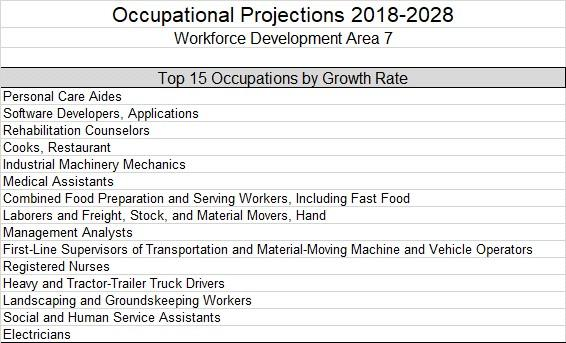 Occupational Projections 2018-2028
Workforce Development Area 7
Top 15 Occupations by Growth Rate
Personal Care Aides
Software Developers, Applications
Rehabilitation Counselors
Cooks, Restaurant
Industrial Machinery Mechanics
Medical Assistants
Combined Food Preparation and Serving Workers, Including Fast Food
Laborers and Freight, Stock, and Material Movers, Hand
Management Analysts
First-Line Supervisors of Transportation and Material-Moving Machine and Vehicle Operators
Registered Nurses
Heavy and Tractor-Trailer Truck Drivers
Landscaping and Groundskeeping Workers
Social and Human Service Assistants
Electricians